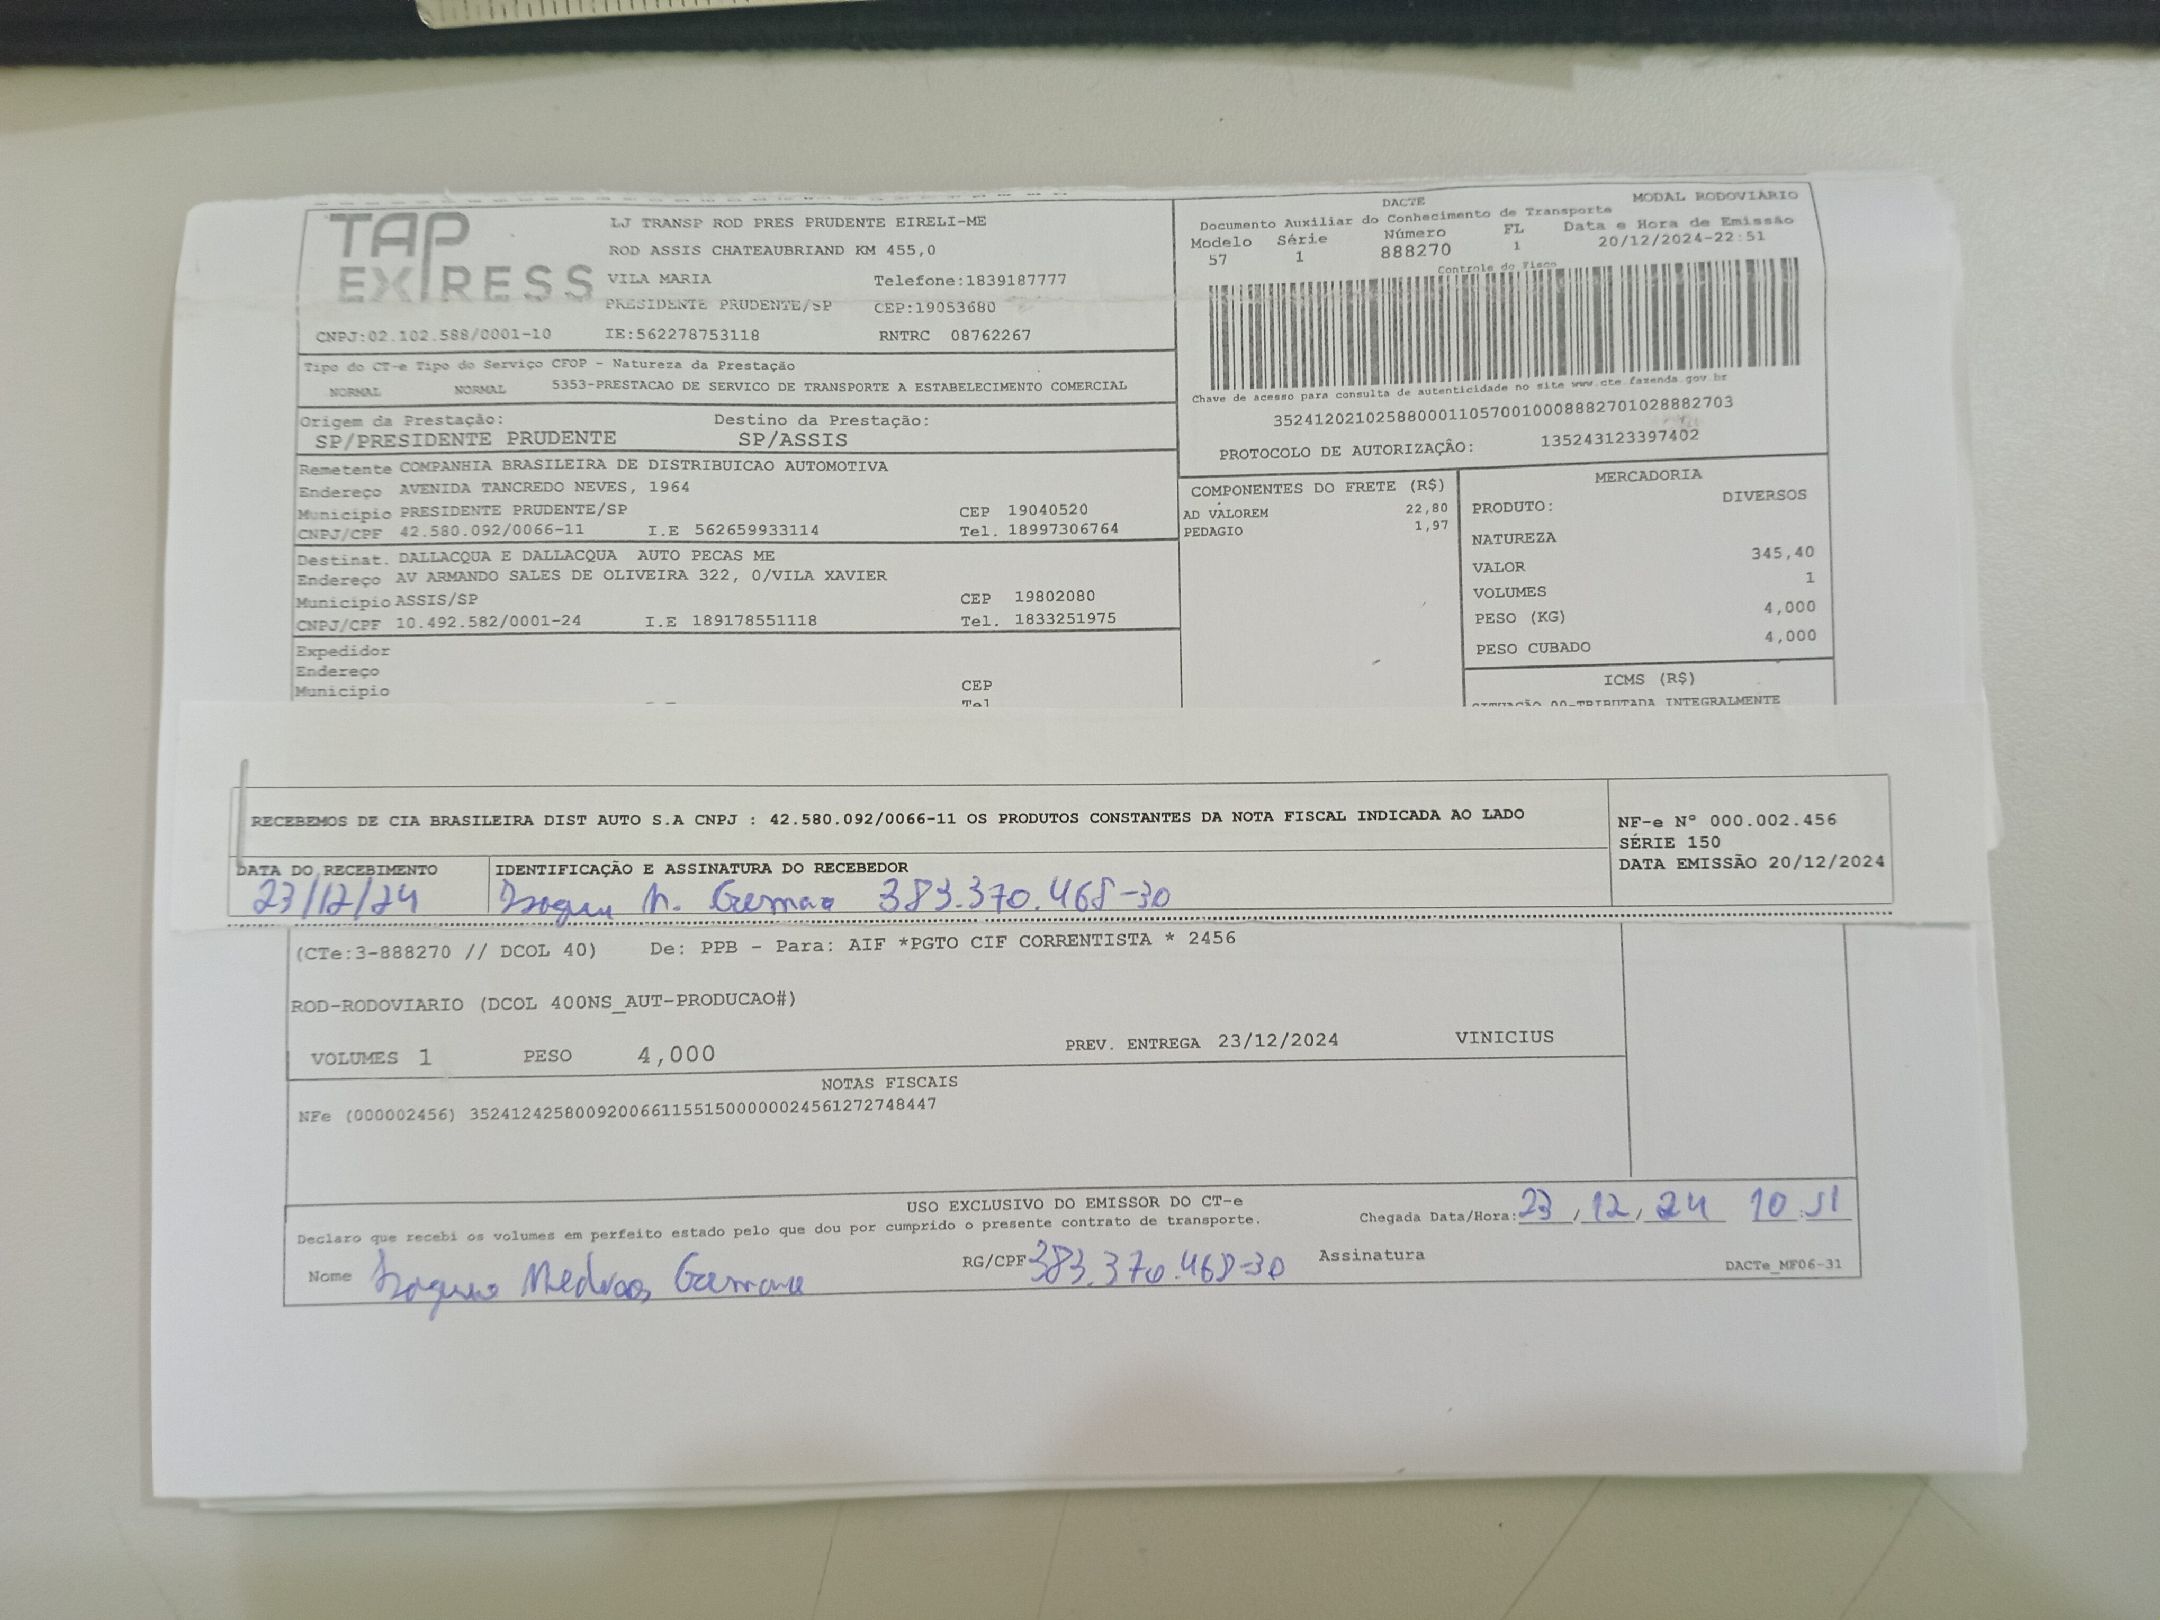 TAP EXPRESS
LJ TRANSP ROD PRES PRUDENTE EIRELI-ME
ROD ASSIS CHATEAUBRIAND KM 455,0
VILA MARIA Telefone:1839187777
PRESIDENTE PRUDENTE/SP CEP:19053680
CNPJ:02.102.588/0001-10 IE:562278753118 RNTRC 08762267
DACTE MODAL RODOVIÁRIO
Documento Auxiliar do Conhecimento de Transporte
Modelo Série Número FL Data e Hora de Emissão
57 1 888270 1 20/12/2024-22:51
Controle do Fisco
Chave de acesso para consulta de autenticidade no site www.cte.fazenda.gov.br
35241202102588000110570010008882701028882703
PROTOCOLO DE AUTORIZAÇÃO: 135243123397402
Tipo do CT-e Tipo do Serviço CFOP - Natureza da Prestação
NORMAL NORMAL 5353-PRESTACAO DE SERVICO DE TRANSPORTE A ESTABELECIMENTO COMERCIAL
Origem da Prestação: Destino da Prestação:
SP/PRESIDENTE PRUDENTE SP/ASSIS
Remetente COMPANHIA BRASILEIRA DE DISTRIBUICAO AUTOMOTIVA
Endereço AVENIDA TANCREDO NEVES, 1964
Município PRESIDENTE PRUDENTE/SP CEP 19040520
CNPJ/CPF 42.580.092/0066-11 I.E 562659933114 Tel. 18997306764
Destinat. DALLACQUA E DALLACQUA AUTO PECAS ME
Endereço AV ARMANDO SALES DE OLIVEIRA 322, 0/VILA XAVIER
Município ASSIS/SP CEP 19802080
CNPJ/CPF 10.492.582/0001-24 I.E 189178551118 Tel. 1833251975
Expedidor
Endereço
Município CEP
Tel
COMPONENTES DO FRETE (R$)
AD VALOREM 22,80
PEDAGIO 1,97
MERCADORIA
PRODUTO: DIVERSOS
NATUREZA
VALOR 345,40
VOLUMES 1
PESO (KG) 4,000
PESO CUBADO 4,000
ICMS (R$)
SITUAÇÃO 00-TRIBUTADA INTEGRALMENTE
RECEBEMOS DE CIA BRASILEIRA DIST AUTO S.A CNPJ : 42.580.092/0066-11 OS PRODUTOS CONSTANTES DA NOTA FISCAL INDICADA AO LADO
NF-e Nº 000.002.456
SÉRIE 150
DATA EMISSÃO 20/12/2024
DATA DO RECEBIMENTO IDENTIFICAÇÃO E ASSINATURA DO RECEBEDOR
23/12/24 383.370.468-30
(CTe:3-888270 // DCOL 40) De: PPB - Para: AIF *PGTO CIF CORRENTISTA * 2456
ROD-RODOVIARIO (DCOL 400NS_AUT-PRODUCAO#)
VOLUMES 1 PESO 4,000 PREV. ENTREGA 23/12/2024 VINICIUS
NOTAS FISCAIS
NFe (000002456) 35241242580092006611551500000024561272748447
USO EXCLUSIVO DO EMISSOR DO CT-e
Declaro que recebi os volumes em perfeito estado pelo que dou por cumprido o presente contrato de transporte. Chegada Data/Hora: 23/12/24 10:51
Nome RG/CPF 383.370.468-30 Assinatura
DACTe_MF06-31